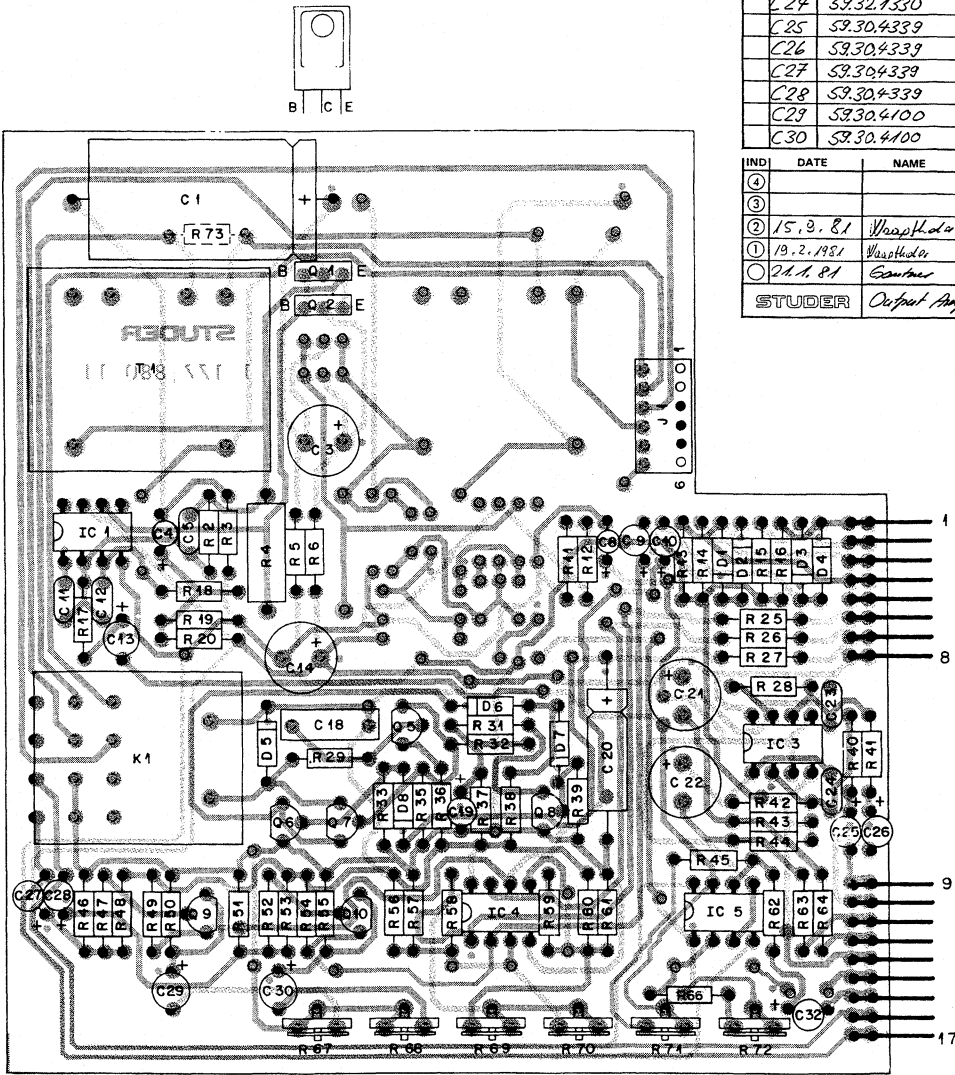 C24 59.32.1330
C25 59.30.4339
C26 59.30.4339
C27 59.30.4339
C28 59.30.4339
C29 59.30.4100
C30 59.30.4100
IND DATE NAME
④
③
② 15.9.81
① 19.2.1981
○ 21.1.81
STUDER Output Amp
B C E
C1
+
R73
B Q1 E
B Q2 E
STUDER
T1
1
J1
6
+
C3
IC1 C4 C5 R2 R3 R4 R5 R6
R11 R12 C8 C9 C10 R13 R14 D1 D2 R15 R16 D3 D4
1
C11 R17 C12 + R18
C13 R19
R20
R25
R26
R27
8
C14 +
K1 D5 C18 Q5 D6
R31
R32
R29
D7 + C20
+ C21
+ C22
R28
IC3 C23 R40 R41
C24
R33 D8 R35 R36 + C19 R37 R38 Q8 R39
Q6 Q7
R42
R43
R44
C25 C26
+ +
R45
C27 C28 R46 R47 R48 R49 R50 Q9 R51 R52 R53 R54 R55 Q10 R56 R57 R58 IC4 R59 R60 R61 IC5 R62 R63 R64
9
+ +
C29 + C30 +
R66 + C32
R67 R68 R69 R70 R71 R72
17